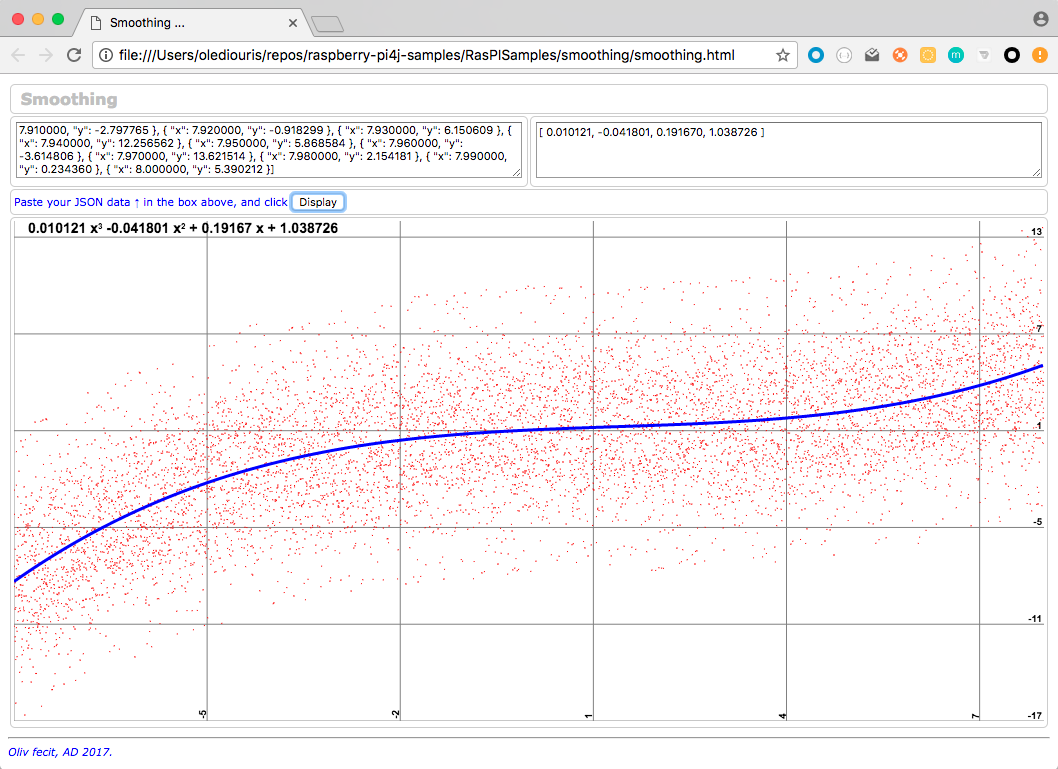 Smoothing ...
file:///Users/olediouris/repos/raspberry-pi4j-samples/RasPISamples/smoothing/smoothing.html
Smoothing
7.910000, "y": -2.797765 }, { "x": 7.920000, "y": -0.918299 }, { "x": 7.930000, "y": 6.150609 }, {
"x": 7.940000, "y": 12.256562 }, { "x": 7.950000, "y": 5.868584 }, { "x": 7.960000, "y":
-3.614806 }, { "x": 7.970000, "y": 13.621514 }, { "x": 7.980000, "y": 2.154181 }, { "x": 7.990000,
"y": 0.234360 }, { "x": 8.000000, "y": 5.390212 }]
[ 0.010121, -0.041801, 0.191670, 1.038726 ]
Paste your JSON data ↑ in the box above, and click Display
0.010121 x³ -0.041801 x² + 0.19167 x + 1.038726
13
7
1
-5
-11
-17
-5
-2
1
4
7
Oliv fecit, AD 2017.